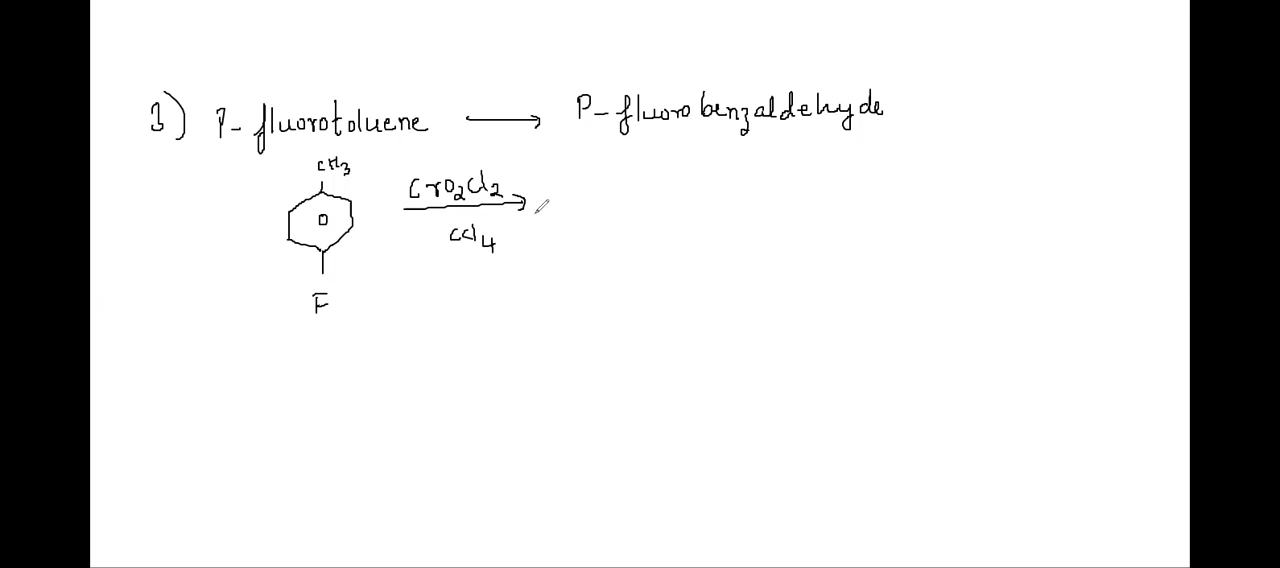 3) P- fluorotoluene ⟶ P- fluorobenzaldehyde
CH3
CrO2Cl2
CCl4
F